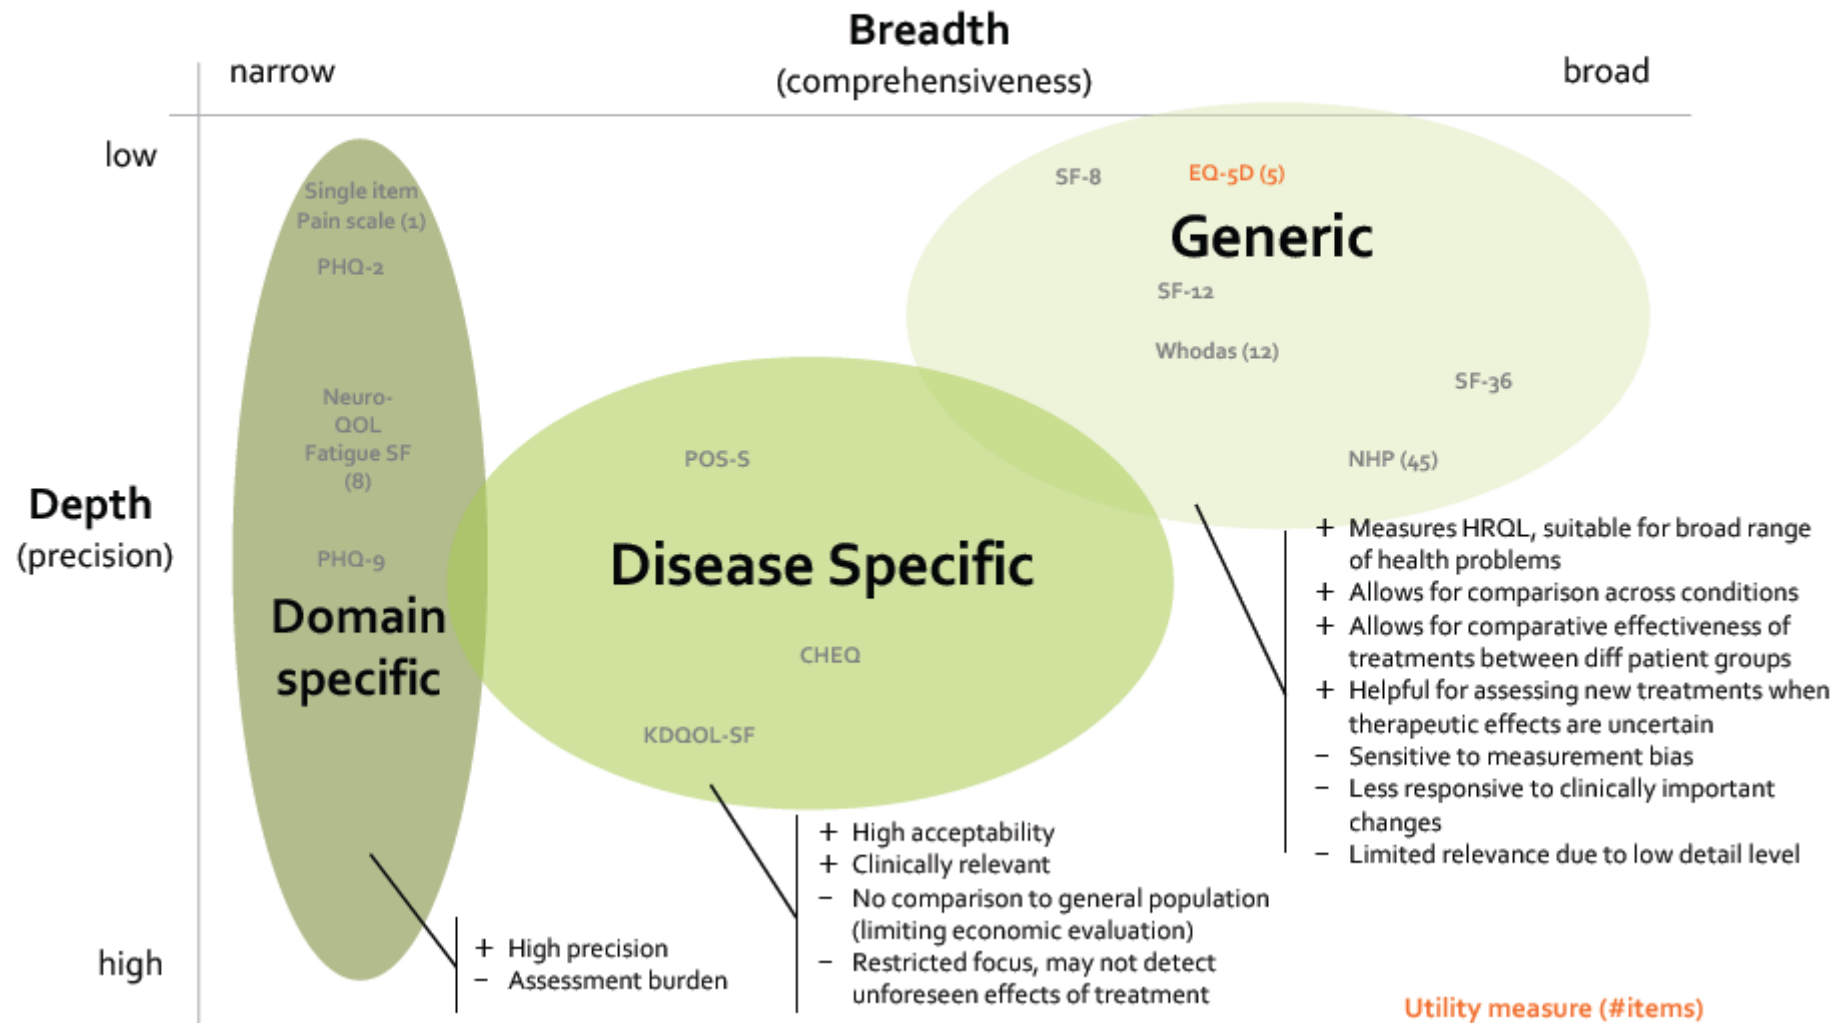 Breadth
(comprehensiveness)
narrow
broad
low
Depth
(precision)
high
Single item
Pain scale (1)
PHQ-2
Neuro-
QOL
Fatigue SF
(8)
PHQ-9
Domain
specific
+ High precision
− Assessment burden
POS-S
Disease Specific
CHEQ
KDQOL-SF
+ High acceptability
+ Clinically relevant
− No comparison to general population
(limiting economic evaluation)
− Restricted focus, may not detect
unforeseen effects of treatment
SF-8
EQ-5D (5)
Generic
SF-12
Whodas (12)
SF-36
NHP (45)
+ Measures HRQL, suitable for broad range
of health problems
+ Allows for comparison across conditions
+ Allows for comparative effectiveness of
treatments between diff patient groups
+ Helpful for assessing new treatments when
therapeutic effects are uncertain
− Sensitive to measurement bias
− Less responsive to clinically important
changes
− Limited relevance due to low detail level
Utility measure (#items)